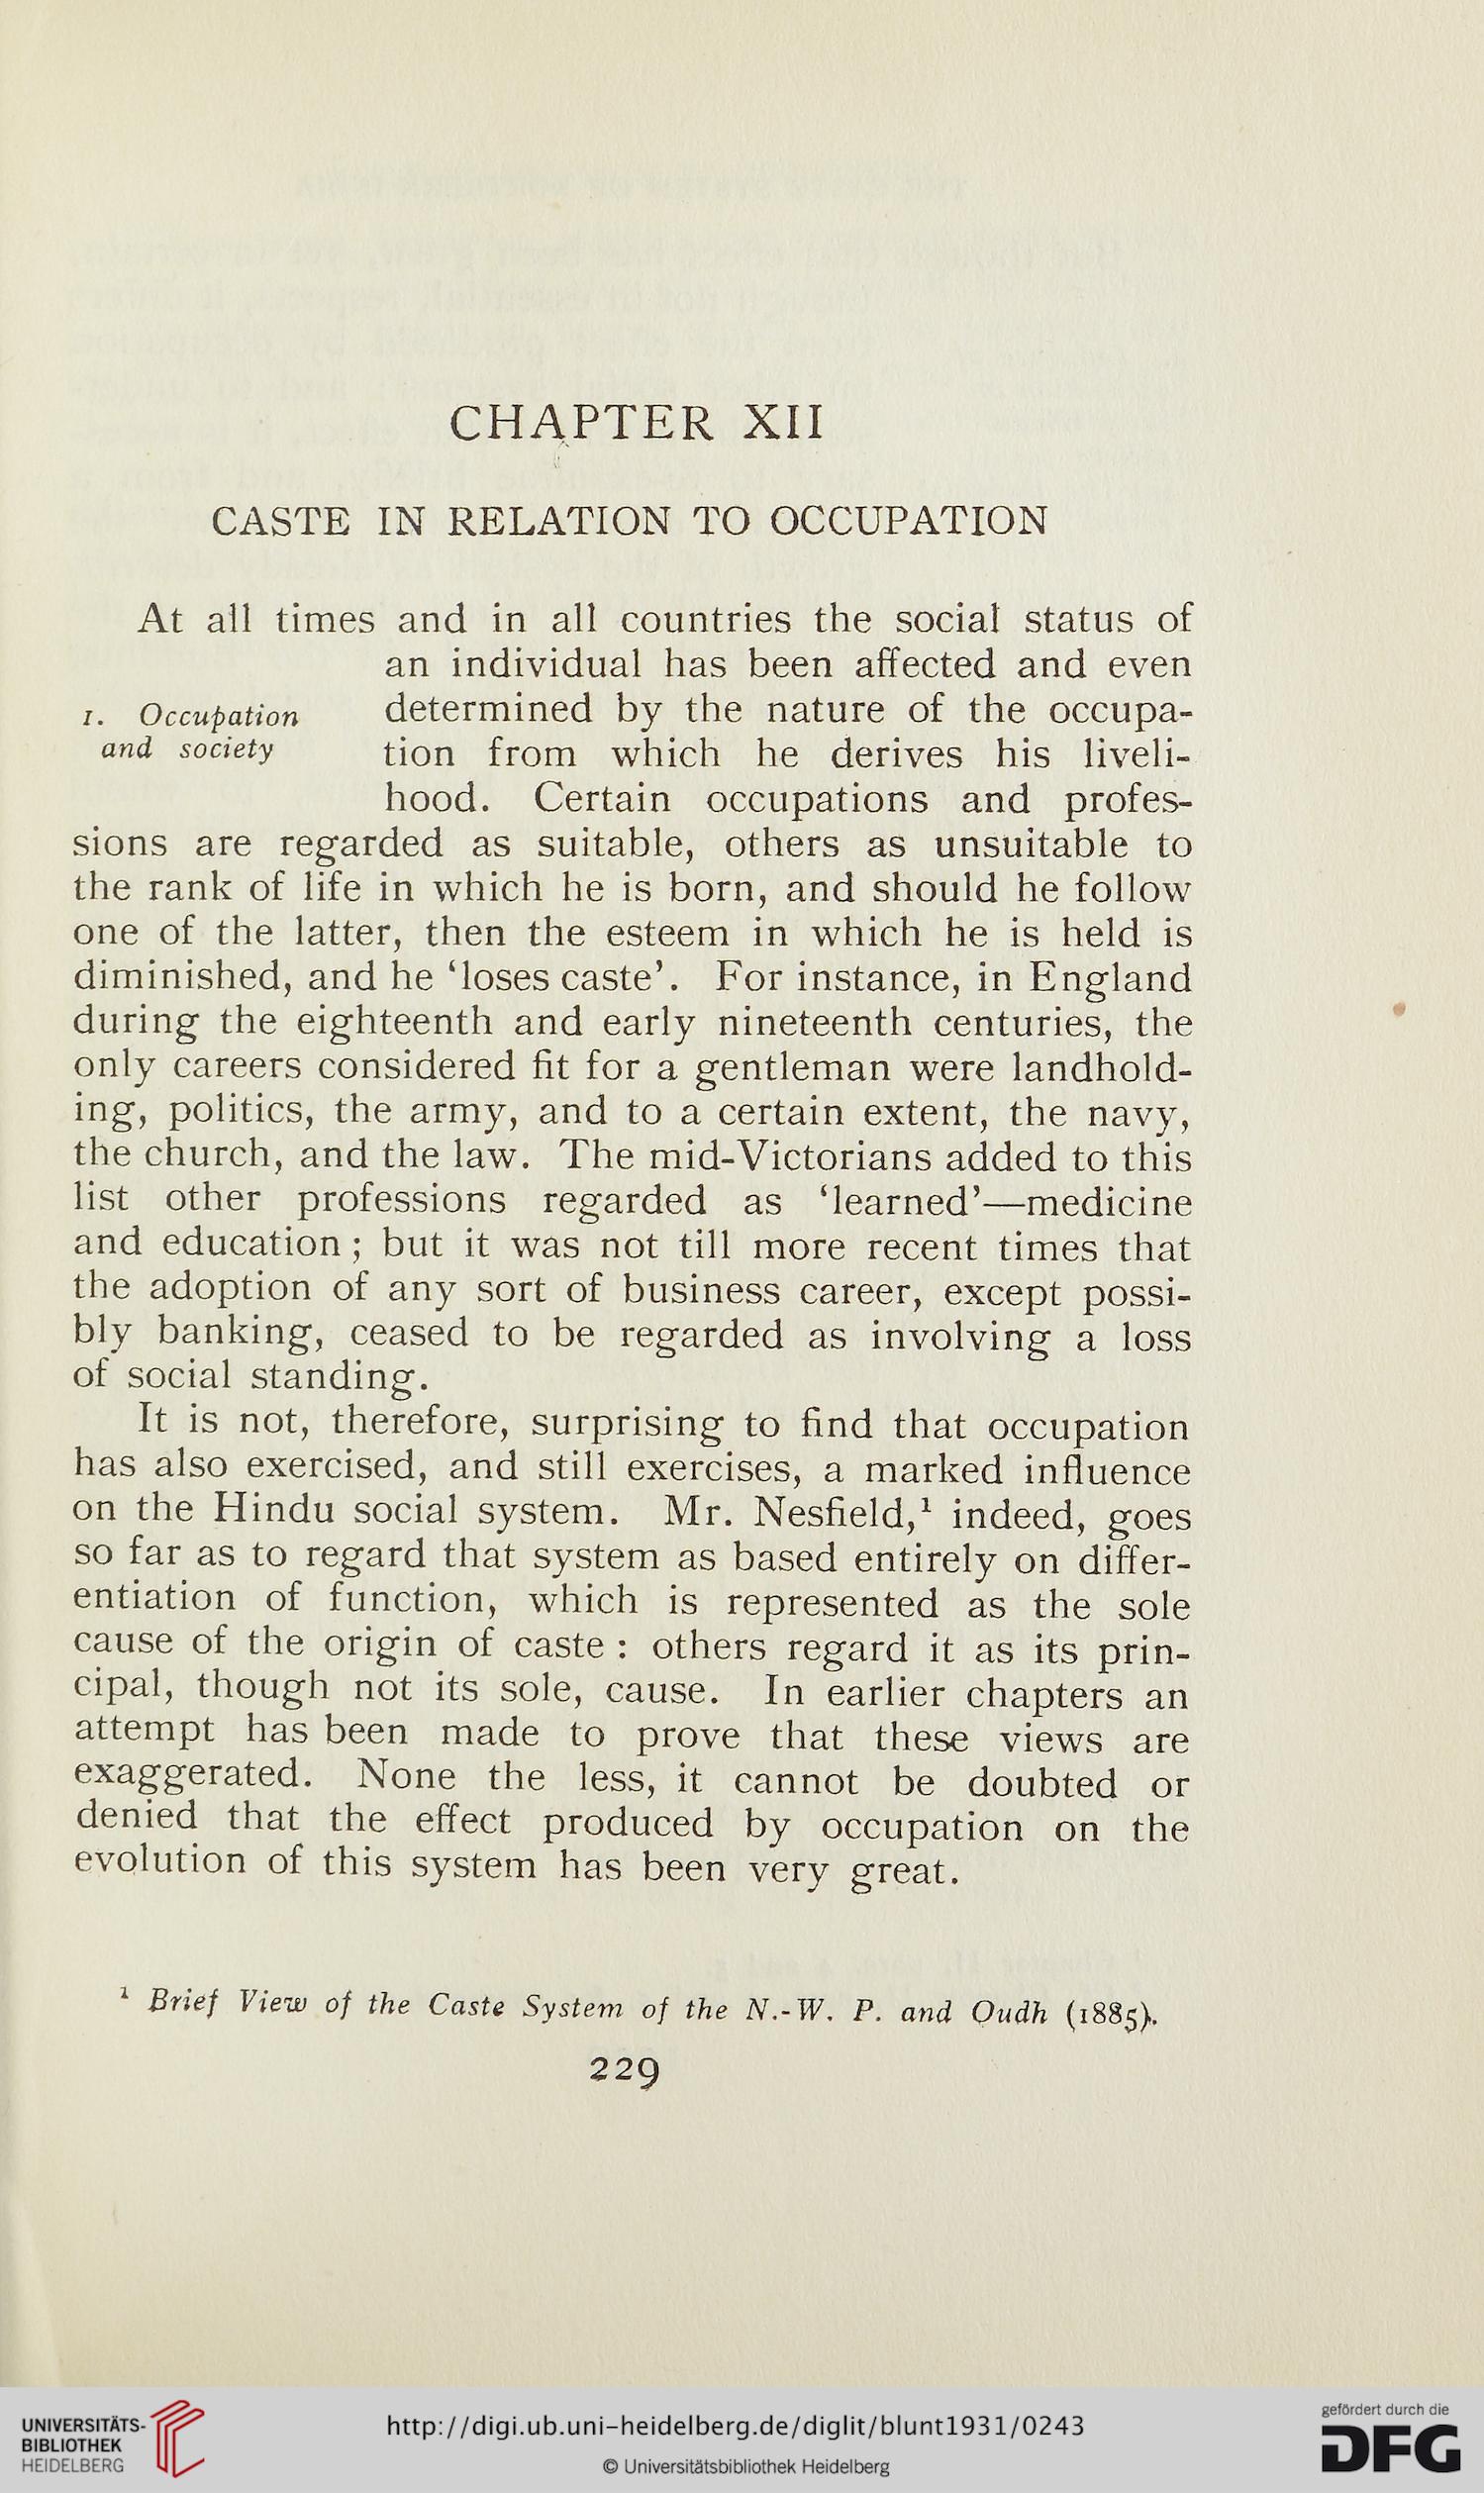 CHAPTER XII
CASTE IN RELATION TO OCCUPATION
At all times and in all countries the social status of
an individual has been affected and even
1. Occupation
and society
determined by the nature of the occupa-
tion from which he derives his liveli-
hood. Certain occupations and profes-
sions are regarded as suitable, others as unsuitable to
the rank of life in which he is born, and should he follow
one of the latter, then the esteem in which he is held is
diminished, and he ‘loses caste’. For instance, in England
during the eighteenth and early nineteenth centuries, the
only careers considered fit for a gentleman were landhold-
ing, politics, the army, and to a certain extent, the navy,
the church, and the law. The mid-Victorians added to this
list other professions regarded as ‘learned’—medicine
and education; but it was not till more recent times that
the adoption of any sort of business career, except possi-
bly banking, ceased to be regarded as involving a loss
of social standing.
It is not, therefore, surprising to find that occupation
has also exercised, and still exercises, a marked influence
on the Hindu social system. Mr. Nesfield,¹ indeed, goes
so far as to regard that system as based entirely on differ-
entiation of function, which is represented as the sole
cause of the origin of caste: others regard it as its prin-
cipal, though not its sole, cause. In earlier chapters an
attempt has been made to prove that these views are
exaggerated. None the less, it cannot be doubted or
denied that the effect produced by occupation on the
evolution of this system has been very great.
¹ Brief View of the Caste System of the N.-W. P. and Oudh (1885).
229
UNIVERSITÄTS-
BIBLIOTHEK
HEIDELBERG
http://digi.ub.uni-heidelberg.de/diglit/blunt1931/0243
© Universitätsbibliothek Heidelberg
gefördert durch die
DFG